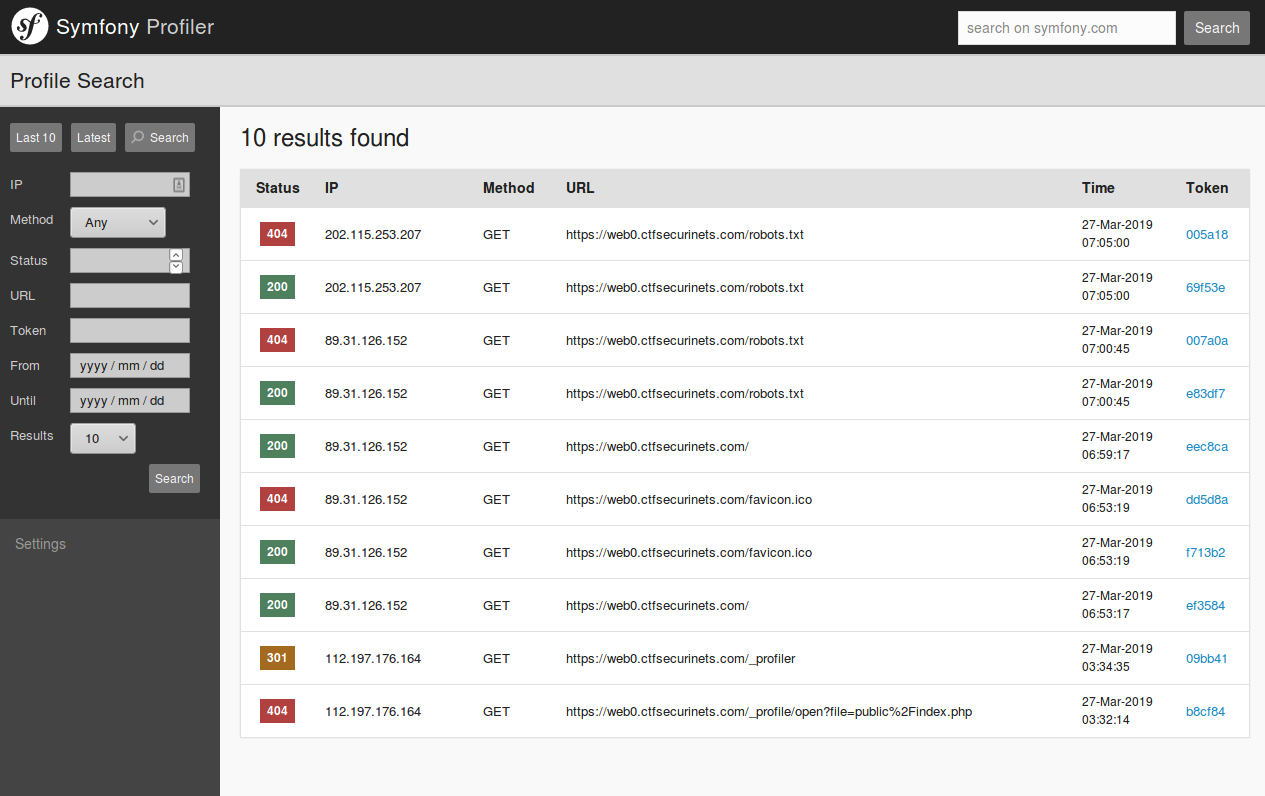 sf Symfony Profiler
search on symfony.com
Search
Profile Search
Last 10 Latest Search
IP
Method Any
Status
URL
Token
From yyyy / mm / dd
Until yyyy / mm / dd
Results 10
Search
Settings
10 results found
Status IP Method URL Time Token
404 202.115.253.207 GET https://web0.ctfsecurinets.com/robots.txt 27-Mar-2019 07:05:00 005a18
200 202.115.253.207 GET https://web0.ctfsecurinets.com/robots.txt 27-Mar-2019 07:05:00 69f53e
404 89.31.126.152 GET https://web0.ctfsecurinets.com/robots.txt 27-Mar-2019 07:00:45 007a0a
200 89.31.126.152 GET https://web0.ctfsecurinets.com/robots.txt 27-Mar-2019 07:00:45 e83df7
200 89.31.126.152 GET https://web0.ctfsecurinets.com/ 27-Mar-2019 06:59:17 eec8ca
404 89.31.126.152 GET https://web0.ctfsecurinets.com/favicon.ico 27-Mar-2019 06:53:19 dd5d8a
200 89.31.126.152 GET https://web0.ctfsecurinets.com/favicon.ico 27-Mar-2019 06:53:19 f713b2
200 89.31.126.152 GET https://web0.ctfsecurinets.com/ 27-Mar-2019 06:53:17 ef3584
301 112.197.176.164 GET https://web0.ctfsecurinets.com/_profiler 27-Mar-2019 03:34:35 09bb41
404 112.197.176.164 GET https://web0.ctfsecurinets.com/_profile/open?file=public%2Findex.php 27-Mar-2019 03:32:14 b8cf84